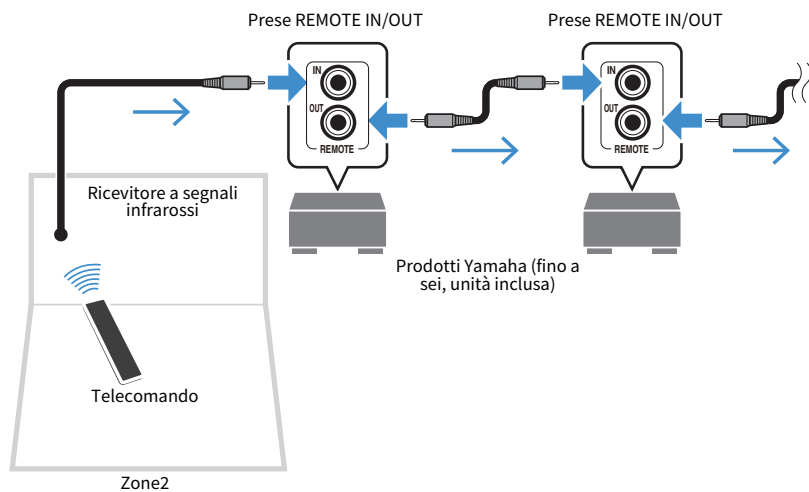 Prese REMOTE IN/OUT
Prese REMOTE IN/OUT
IN
OUT
REMOTE
IN
OUT
REMOTE
Ricevitore a segnali
infrarossi
Prodotti Yamaha (fino a
sei, unità inclusa)
Telecomando
Zone2